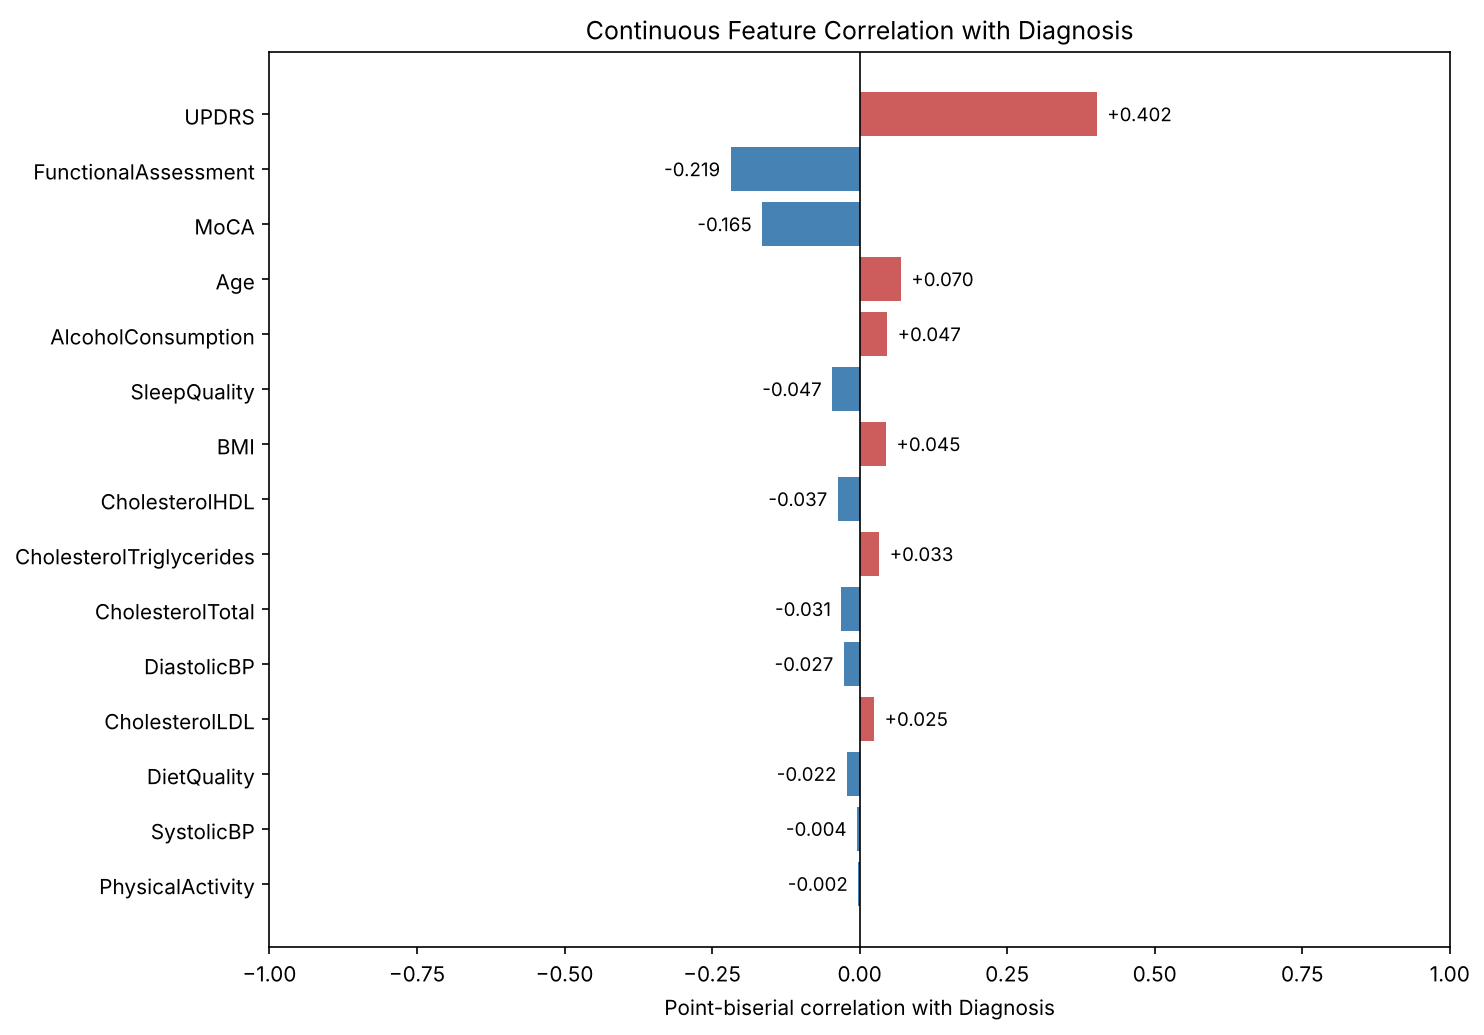 Continuous Feature Correlation with Diagnosis
UPDRS +0.402
FunctionalAssessment -0.219
MoCA -0.165
Age +0.070
AlcoholConsumption +0.047
SleepQuality -0.047
BMI +0.045
CholesterolHDL -0.037
CholesterolTriglycerides +0.033
CholesterolTotal -0.031
DiastolicBP -0.027
CholesterolLDL +0.025
DietQuality -0.022
SystolicBP -0.004
PhysicalActivity -0.002
−1.00 −0.75 −0.50 −0.25 0.00 0.25 0.50 0.75 1.00
Point-biserial correlation with Diagnosis